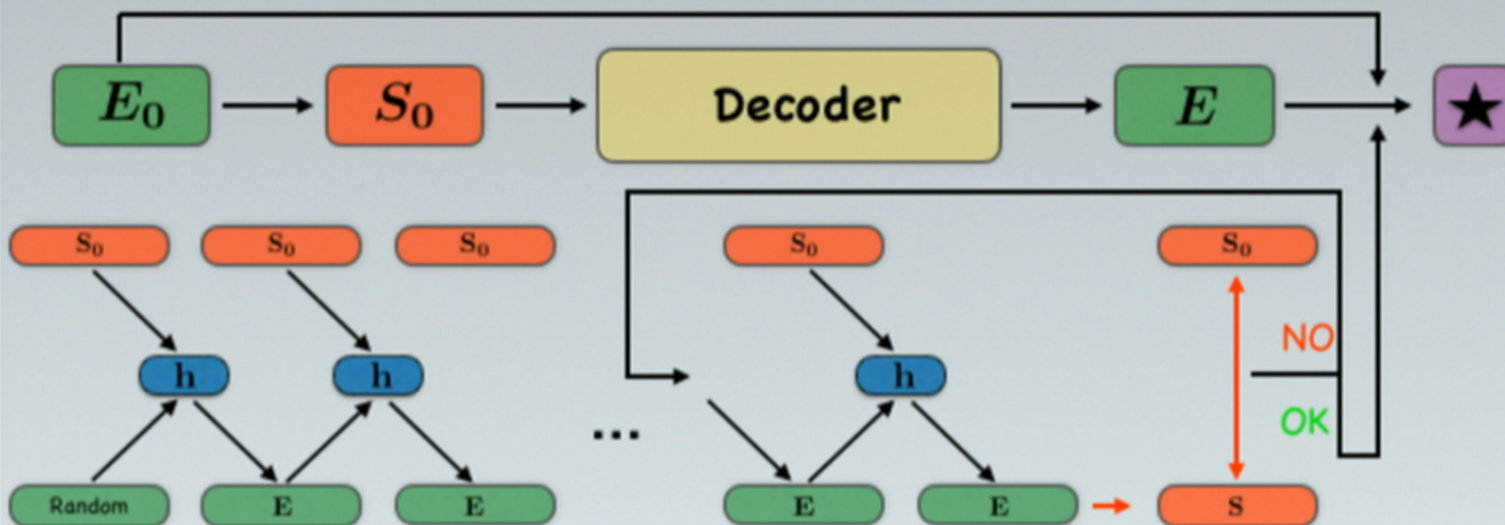 E₀ S₀ Decoder E ★
S₀ S₀ S₀ S₀ S₀
NO
h h h
OK
...
Random E E E E S